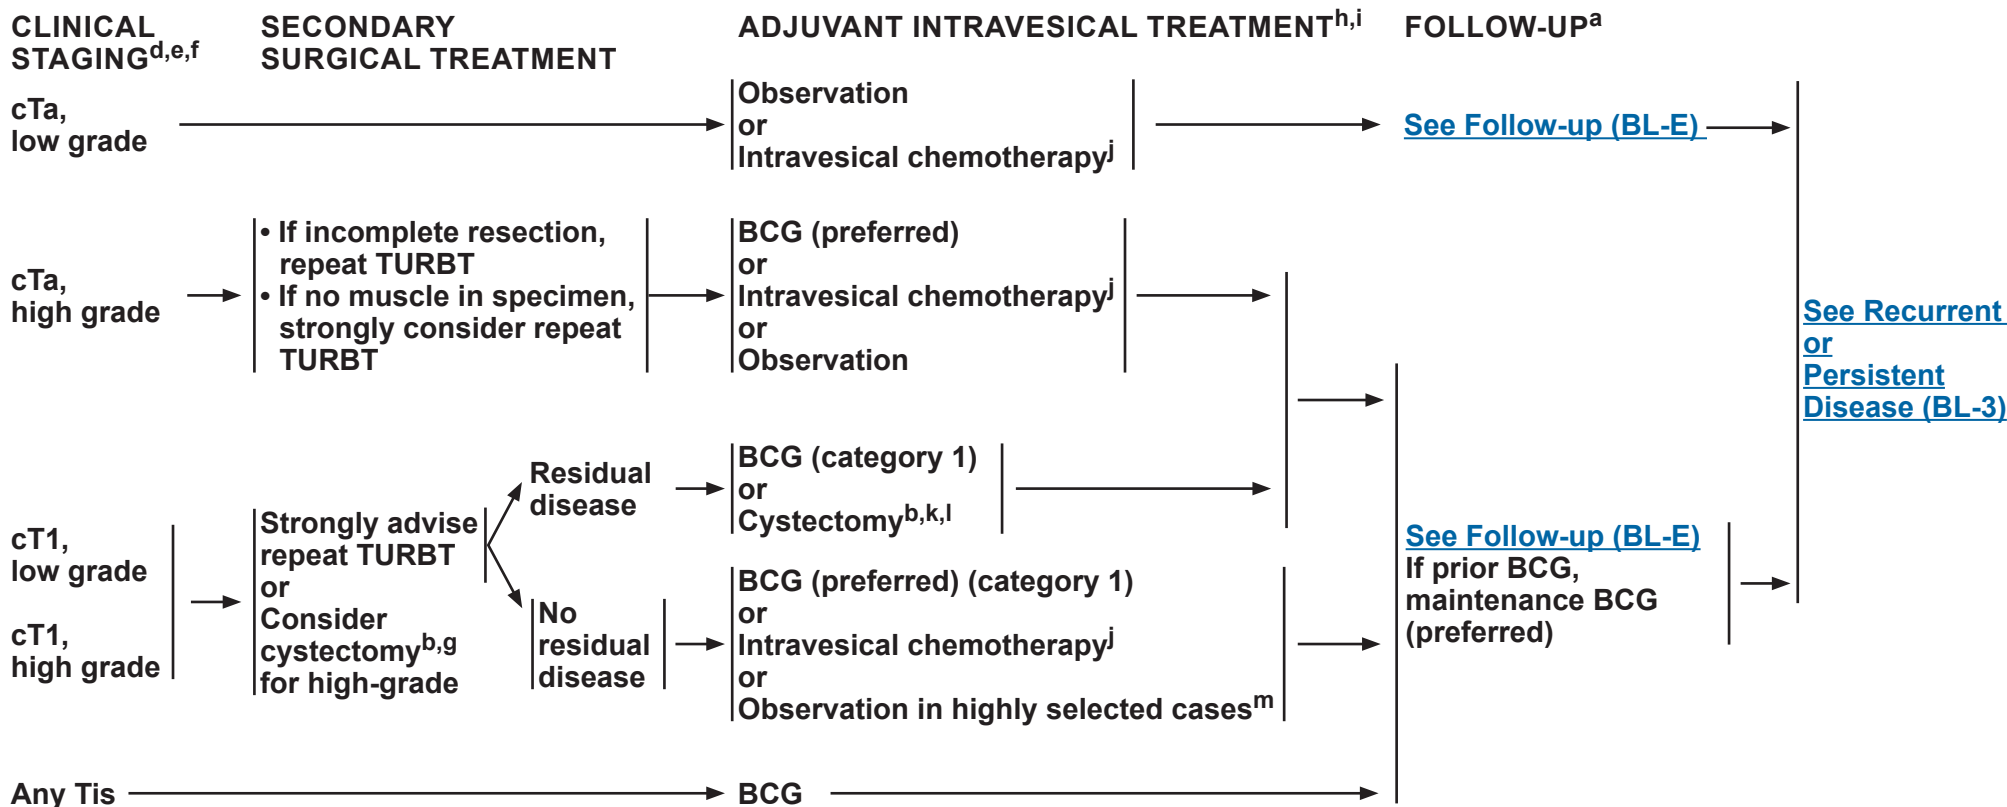 CLINICAL
STAGINGd,e,f
SECONDARY
SURGICAL TREATMENT
ADJUVANT INTRAVESICAL TREATMENTh,i
FOLLOW-UPa
cTa,
low grade
Observation
or
Intravesical chemotherapyj
See Follow-up (BL-E)
cTa,
high grade
• If incomplete resection,
repeat TURBT
• If no muscle in specimen,
strongly consider repeat
TURBT
BCG (preferred)
or
Intravesical chemotherapyj
or
Observation
See Recurrent
or
Persistent
Disease (BL-3)
cT1,
low grade
cT1,
high grade
Strongly advise
repeat TURBT
or
Consider
cystectomyb,g
for high-grade
Residual
disease
BCG (category 1)
or
Cystectomyb,k,l
No
residual
disease
BCG (preferred) (category 1)
or
Intravesical chemotherapyj
or
Observation in highly selected casesm
See Follow-up (BL-E)
If prior BCG,
maintenance BCG
(preferred)
Any Tis
BCG